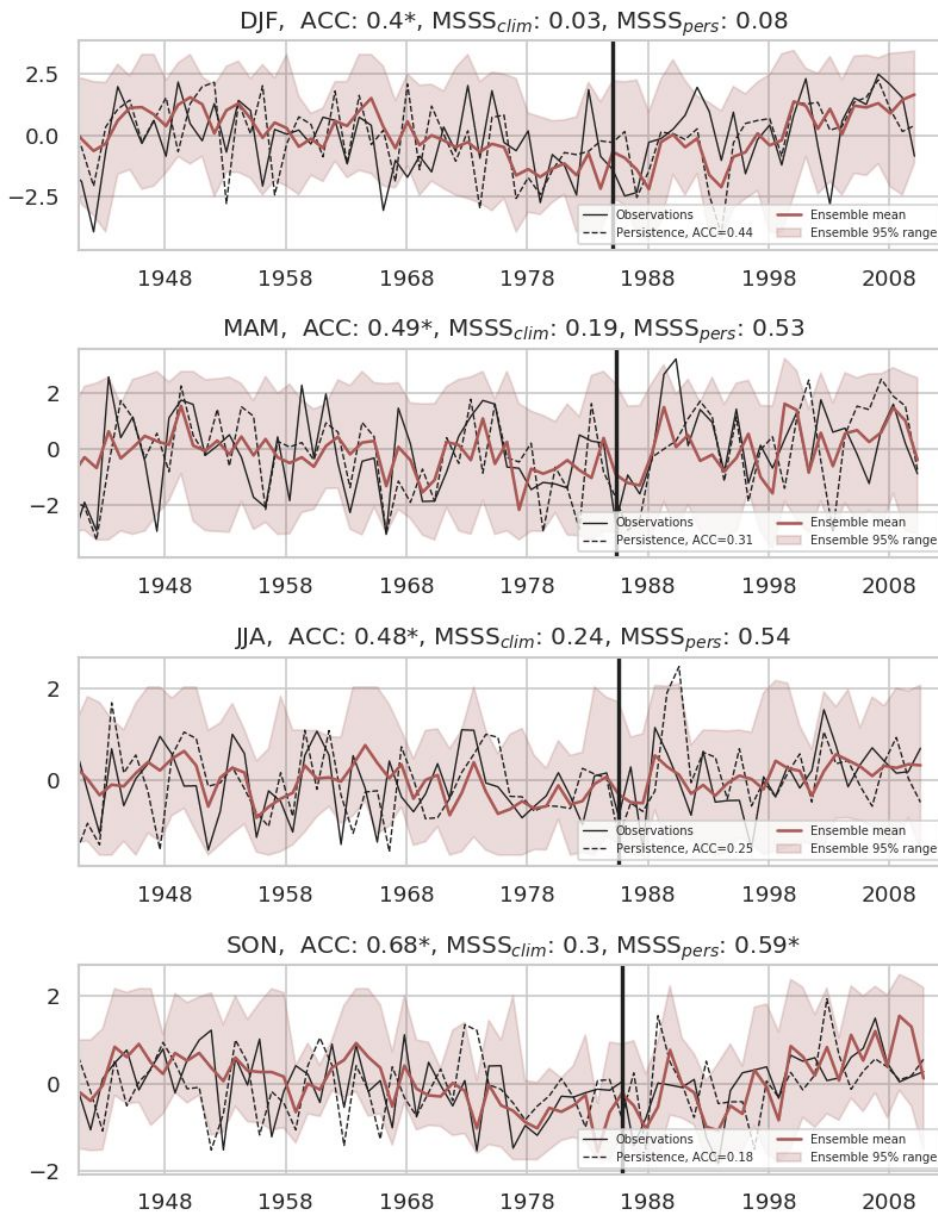 DJF, ACC: 0.4*, MSSS_clim: 0.03, MSSS_pers: 0.08
2.5
0.0
−2.5
Observations
Persistence, ACC=0.44
Ensemble mean
Ensemble 95% range
1948 1958 1968 1978 1988 1998 2008
MAM, ACC: 0.49*, MSSS_clim: 0.19, MSSS_pers: 0.53
2
0
−2
Observations
Persistence, ACC=0.31
Ensemble mean
Ensemble 95% range
1948 1958 1968 1978 1988 1998 2008
JJA, ACC: 0.48*, MSSS_clim: 0.24, MSSS_pers: 0.54
2
0
Observations
Persistence, ACC=0.25
Ensemble mean
Ensemble 95% range
1948 1958 1968 1978 1988 1998 2008
SON, ACC: 0.68*, MSSS_clim: 0.3, MSSS_pers: 0.59*
2
0
−2
Observations
Persistence, ACC=0.18
Ensemble mean
Ensemble 95% range
1948 1958 1968 1978 1988 1998 2008